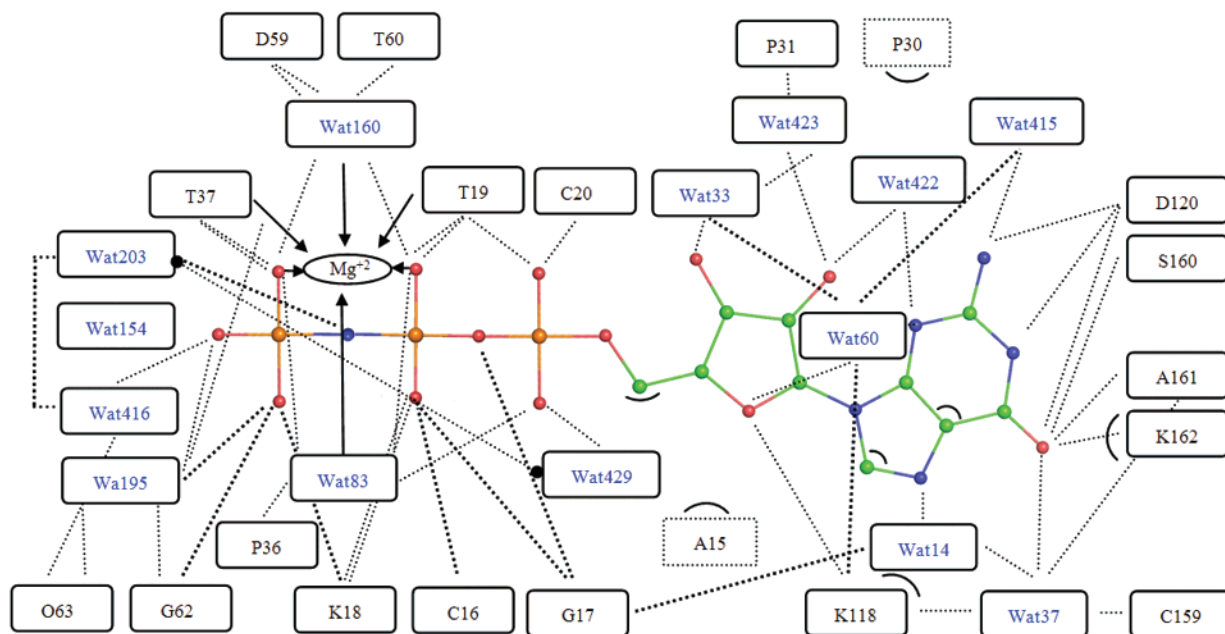 D59
T60
P31
P30
Wat160
Wat423
Wat415
T37
T19
C20
Wat33
Wat422
D120
Wat203
Mg+2
S160
Wat154
Wat60
Wat416
A161
K162
Wa195
Wat83
Wat429
P36
A15
Wat14
O63
G62
K18
C16
G17
K118
Wat37
C159